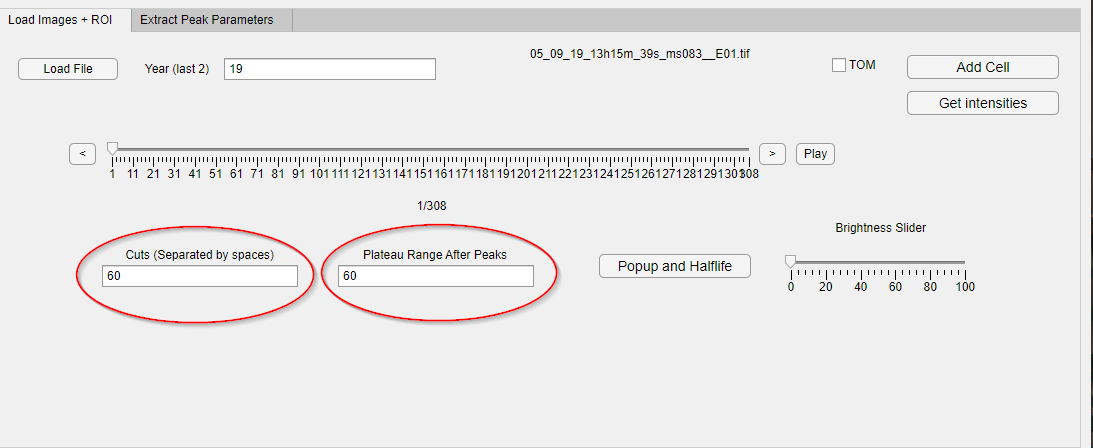 Load Images + ROI
Extract Peak Parameters
05_09_19_13h15m_39s_ms083__E01.tif
Load File
Year (last 2)
19
TOM
Add Cell
Get intensities
<
>
Play
1 11 21 31 41 51 61 71 81 91 101 111 121 131 141 151 161 171 181 191 201 211 221 231 241 251 261 271 281 291 301 308
1/308
Brightness Slider
Cuts (Separated by spaces)
60
Plateau Range After Peaks
60
Popup and Halflife
0 20 40 60 80 100